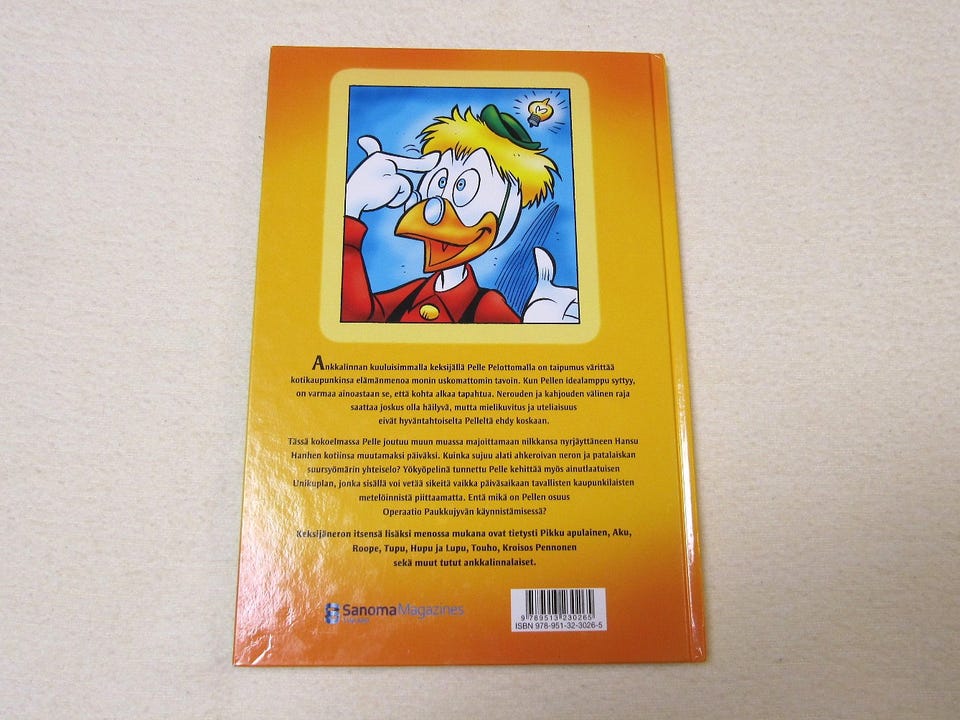 Ankkalinnan kuuluisimmalla keksijällä Pelle Pelottomalla on taipumus värittää
kotikaupunkinsa elämänmenoa monin uskomattomin tavoin. Kun Pellen idealamppu syttyy,
on varmaa ainoastaan se, että kohta alkaa tapahtua. Nerouden ja kahjouden välinen raja
saattaa joskus olla häilyvä, mutta mielikuvitus ja uteliaisuus
eivät hyväntahtoiselta Pelleltä ehdy koskaan.
Tässä kokoelmassa Pelle joutuu muun muassa majoittamaan nilkkansa nyrjäyttäneen Hansu
Hanhen kotiinsa muutamaksi päiväksi. Kuinka sujuu alati ahkeroivan neron ja patalaiskan
suursyömärin yhteiselo? Yökyöpelinä tunnettu Pelle kehittää myös ainutlaatuisen
Unikuplan, jonka sisällä voi vetää sikeitä vaikka päiväsaikaan tavallisten kaupunkilaisten
metelöinnistä piittaamatta. Entä mikä on Pellen osuus
Operaatio Paukkujyvän käynnistämisessä?
Keksijäneron itsensä lisäksi menossa mukana ovat tietysti Pikku apulainen, Aku,
Roope, Tupu, Hupu ja Lupu, Touho, Kroisos Pennonen
sekä muut tutut ankkalinnalaiset.
SanomaMagazines
9789513230265
ISBN 978-951-32-3026-5